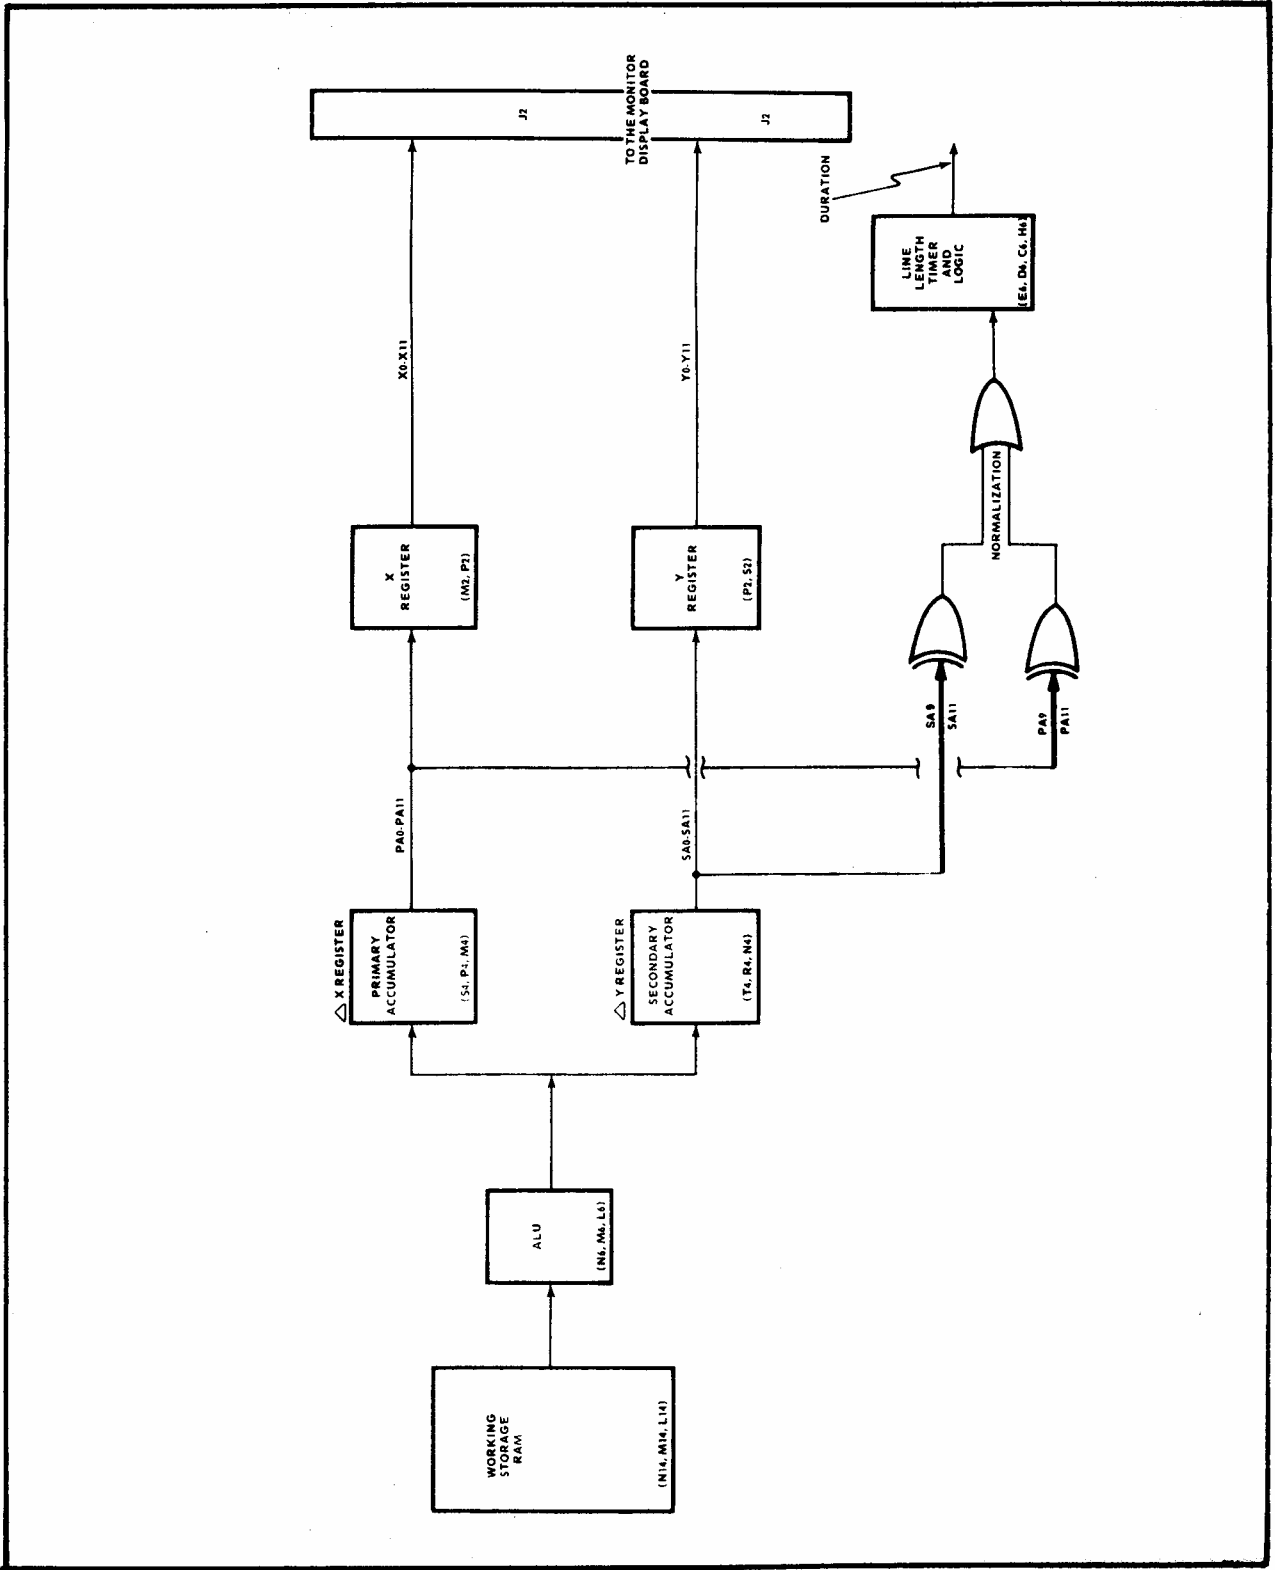 WORKING
STORAGE
RAM
(N14, M14, L14)
ALU
(N6, M6, L6)
△ X REGISTER
PRIMARY
ACCUMULATOR
(S4, P4, M4)
△ Y REGISTER
SECONDARY
ACCUMULATOR
(T4, R4, N4)
PA0-PA11
SA0-SA11
X
REGISTER
(M2, P2)
Y
REGISTER
(P2, S2)
SA9
SA11
PA9
PA11
NORMALIZATION
X0-X11
Y0-Y11
LINE
LENGTH
TIMER
AND
LOGIC
(E6, D6, C6, H6)
DURATION
J2
TO THE MONITOR
DISPLAY BOARD
J2